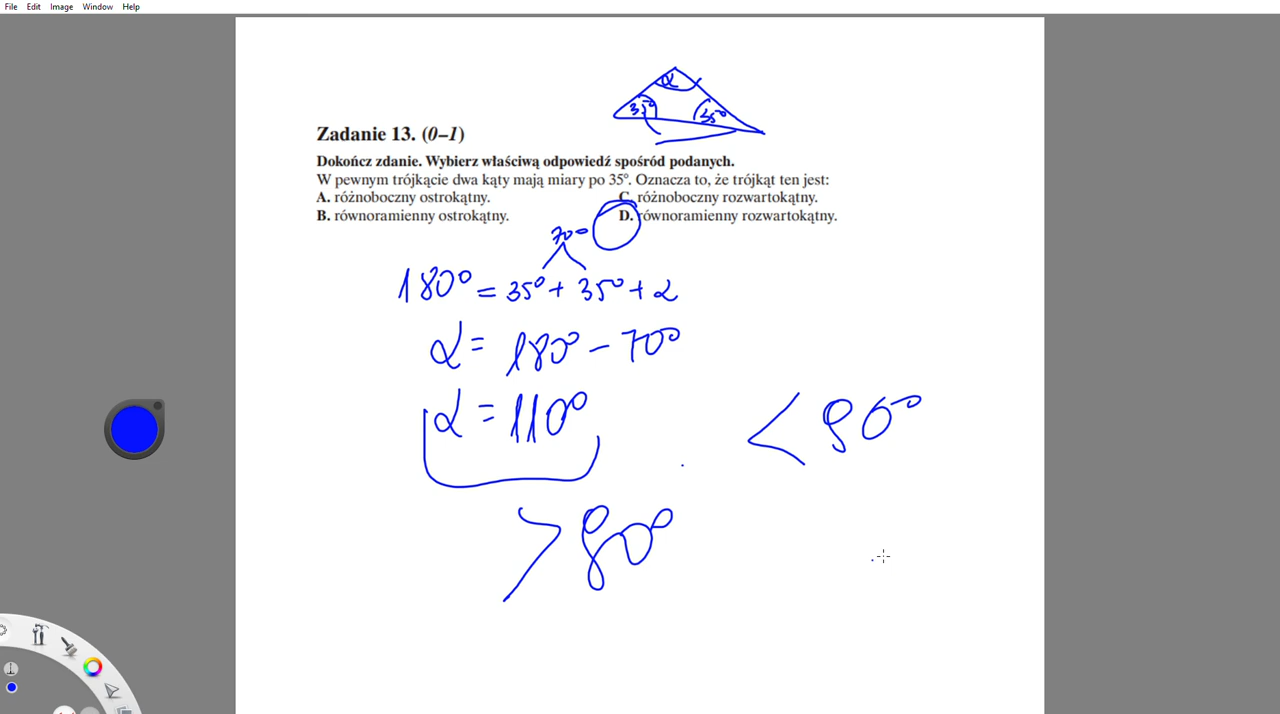 File Edit Image Window Help
α
35°
35°
Zadanie 13. (0–1)
Dokończ zdanie. Wybierz właściwą odpowiedź spośród podanych.
W pewnym trójkącie dwa kąty mają miary po 35°. Oznacza to, że trójkąt ten jest:
A. różnoboczny ostrokątny. C. różnoboczny rozwartokątny.
B. równoramienny ostrokątny. D. równoramienny rozwartokątny.
70°
180° = 35° + 35° + α
α = 180° - 70°
α = 110°
< 90°
> 90°